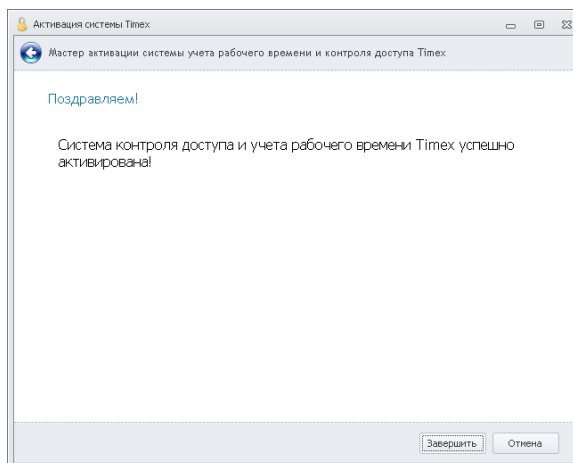 Активация системы Timex
Мастер активации системы учета рабочего времени и контроля доступа Timex
Поздравляем!
Система контроля доступа и учета рабочего времени Timex успешно
активирована!
Завершить
Отмена